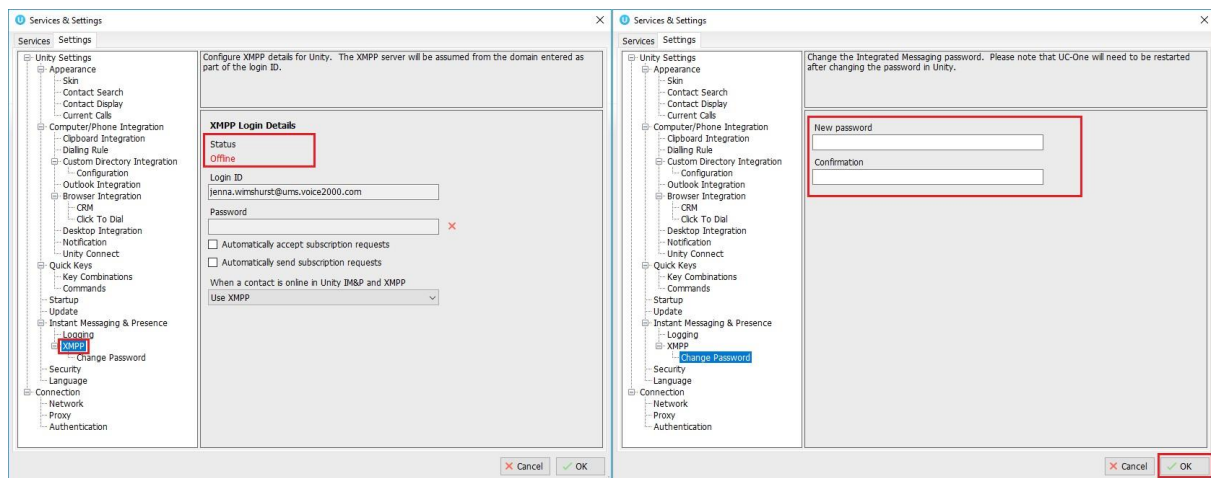 Services & Settings
Services Settings
Unity Settings
Appearance
Skin
Contact Search
Contact Display
Current Calls
Computer/Phone Integration
Clipboard Integration
Dialing Rule
Custom Directory Integration
Configuration
Outlook Integration
Browser Integration
CRM
Click To Dial
Desktop Integration
Notification
Unity Connect
Quick Keys
Key Combinations
Commands
Startup
Update
Instant Messaging & Presence
Logging
XMPP
Change Password
Security
Language
Connection
Network
Proxy
Authentication
Configure XMPP details for Unity. The XMPP server will be assumed from the domain entered as
part of the login ID.
XMPP Login Details
Status
Offline
Login ID
jenna.wimshurst@ums.voice2000.com
Password
Automatically accept subscription requests
Automatically send subscription requests
When a contact is online in Unity IM&P and XMPP
Use XMPP
Cancel OK
Services & Settings
Services Settings
Unity Settings
Appearance
Skin
Contact Search
Contact Display
Current Calls
Computer/Phone Integration
Clipboard Integration
Dialing Rule
Custom Directory Integration
Configuration
Outlook Integration
Browser Integration
CRM
Click To Dial
Desktop Integration
Notification
Unity Connect
Quick Keys
Key Combinations
Commands
Startup
Update
Instant Messaging & Presence
Logging
XMPP
Change Password
Security
Language
Connection
Network
Proxy
Authentication
Change the Integrated Messaging password. Please note that UC-One will need to be restarted
after changing the password in Unity.
New password
Confirmation
Cancel OK